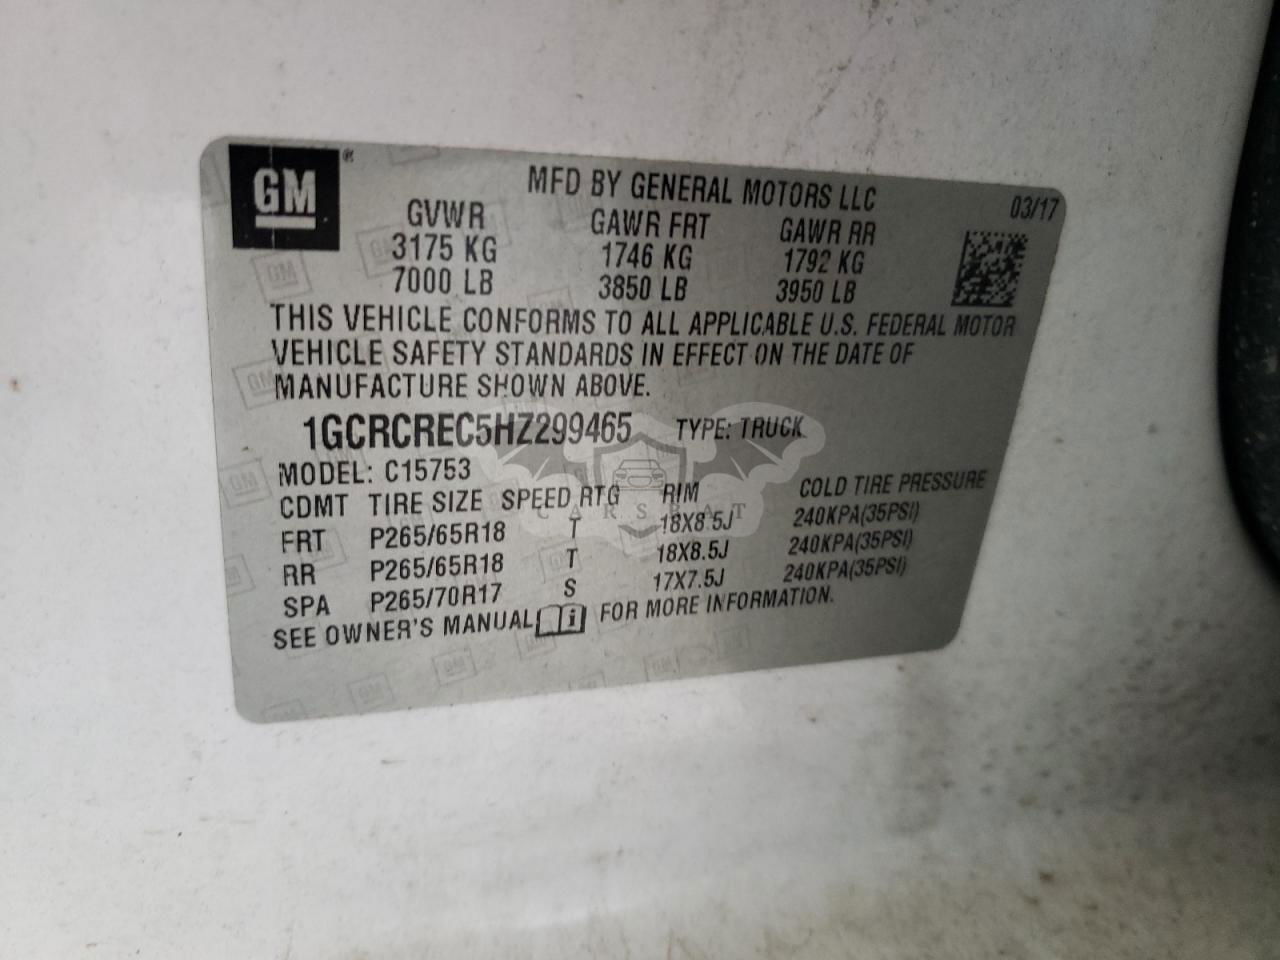 GM® MFD BY GENERAL MOTORS LLC 03/17
GVWR GAWR FRT GAWR RR
3175 KG 1746 KG 1792 KG
7000 LB 3850 LB 3950 LB
THIS VEHICLE CONFORMS TO ALL APPLICABLE U.S. FEDERAL MOTOR
VEHICLE SAFETY STANDARDS IN EFFECT ON THE DATE OF
MANUFACTURE SHOWN ABOVE.
1GCRCREC5HZ299465 TYPE: TRUCK
MODEL: C15753
CDMT TIRE SIZE SPEED RTG RIM COLD TIRE PRESSURE
CARSBAT
FRT P265/65R18 T 18X8.5J 240KPA(35PSI)
RR P265/65R18 T 18X8.5J 240KPA(35PSI)
SPA P265/70R17 S 17X7.5J 240KPA(35PSI)
SEE OWNER'S MANUAL i FOR MORE INFORMATION.